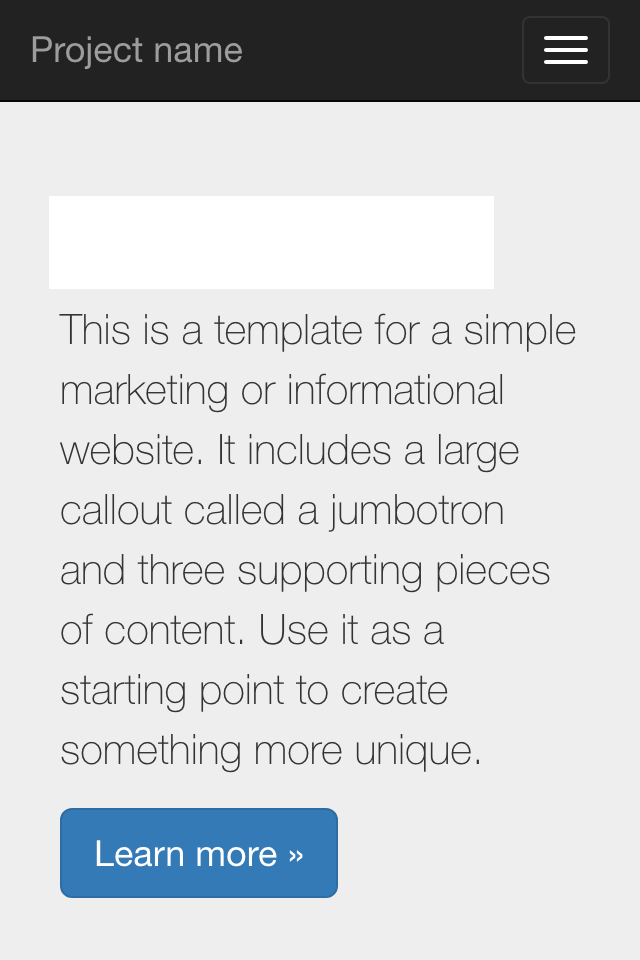 Project name
This is a template for a simple
marketing or informational
website. It includes a large
callout called a jumbotron
and three supporting pieces
of content. Use it as a
starting point to create
something more unique.
Learn more »